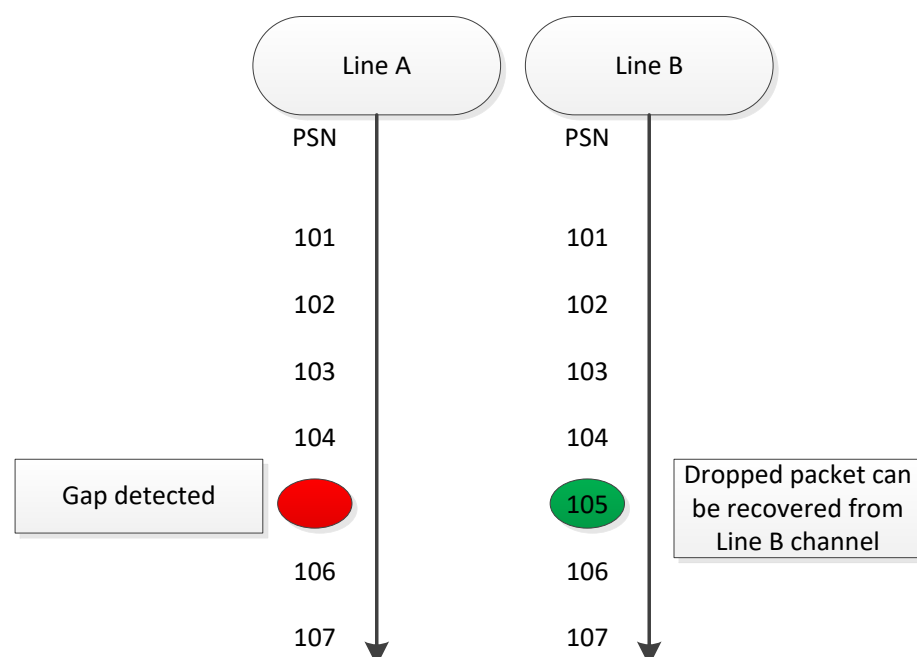 Line A
Line B
PSN
PSN
101
101
102
102
103
103
104
104
Gap detected
105
Dropped packet can
be recovered from
Line B channel
106
106
107
107